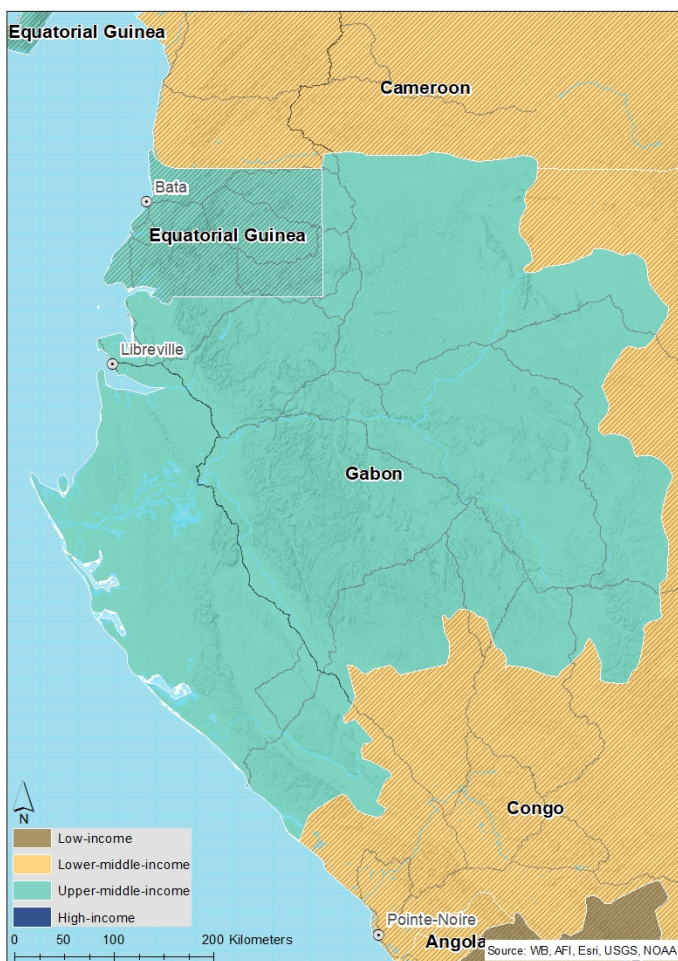 Equatorial Guinea
Cameroon
Bata
Equatorial Guinea
Libreville
Gabon
Congo
N
Low-income
Lower-middle-income
Upper-middle-income
High-income
Pointe-Noire
0 50 100 200 Kilometers
Angola
Source: WB, AFI, Esri, USGS, NOAA